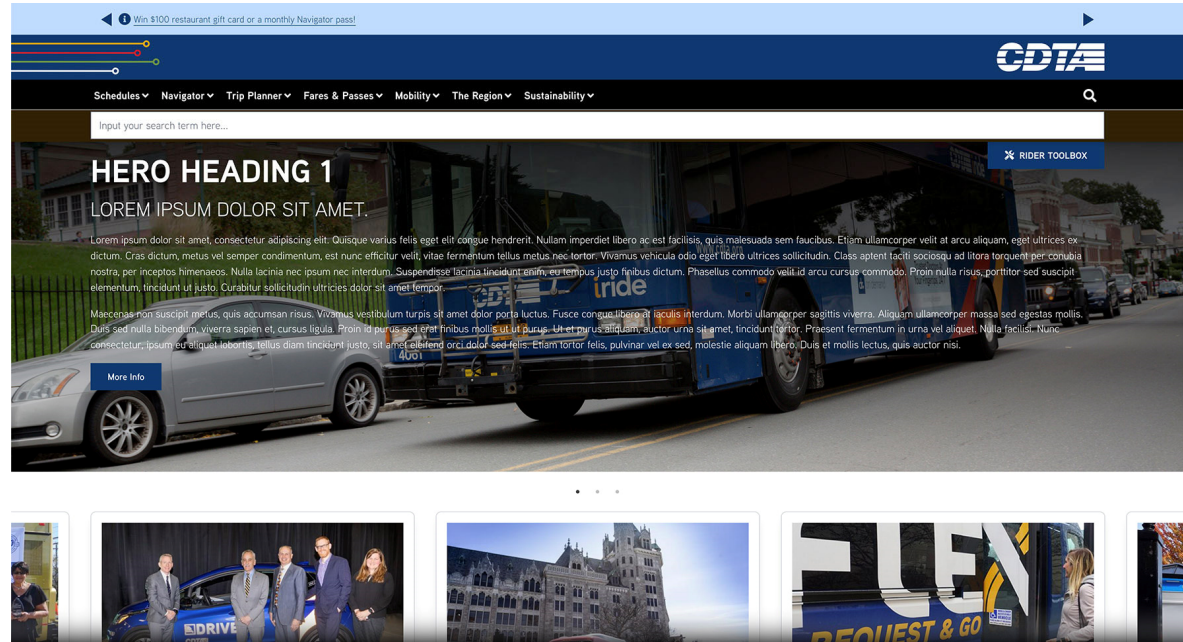 Win $100 restaurant gift card or a monthly Navigator pass!
CDTA
Schedules Navigator Trip Planner Fares & Passes Mobility The Region Sustainability
Input your search term here...
RIDER TOOLBOX
HERO HEADING 1
LOREM IPSUM DOLOR SIT AMET.
Lorem ipsum dolor sit amet, consectetur adipiscing elit. Quisque varius felis eget elit congue hendrerit. Nullam imperdiet libero ac est facilisis, quis malesuada sem faucibus. Etiam ullamcorper velit at arcu aliquam, eget ultrices ex
dictum. Cras dictum, metus vel semper condimentum, est nunc efficitur velit, vitae fermentum tellus metus nec tortor. Vivamus vehicula odio eget libero ultrices sollicitudin. Class aptent taciti sociosqu ad litora torquent per conubia
nostra, per inceptos himenaeos. Nulla lacinia nec ipsum nec interdum. Suspendisse lacinia tincidunt enim, eu tempus justo finibus dictum. Phasellus commodo velit id arcu cursus commodo. Proin nulla risus, porttitor sed suscipit
elementum, tincidunt ut justo. Curabitur sollicitudin ultricies dolor sit amet tempor.
Maecenas non suscipit metus, quis accumsan risus. Vivamus vestibulum turpis sit amet dolor porta luctus. Fusce congue libero at iaculis interdum. Morbi ullamcorper sagittis viverra. Aliquam ullamcorper massa sed egestas mollis.
Duis sed nulla bibendum, viverra sapien et, cursus ligula. Proin id purus sed erat finibus mollis ut ut purus. Ut et purus aliquam, auctor urna sit amet, tincidunt tortor. Praesent fermentum in urna vel aliquet. Nulla facilisi. Nunc
consectetur, ipsum eu aliquet lobortis, tellus diam tincidunt justo, sit amet eleifend orci dolor sed felis. Etiam tortor felis, pulvinar vel ex sed, molestie aliquam libero. Duis et mollis lectus, quis auctor nisi.
www.cdta.org
iride
CDTA
4061
More Info
DRIVE
CDTA
FLEX
REQUEST & GO